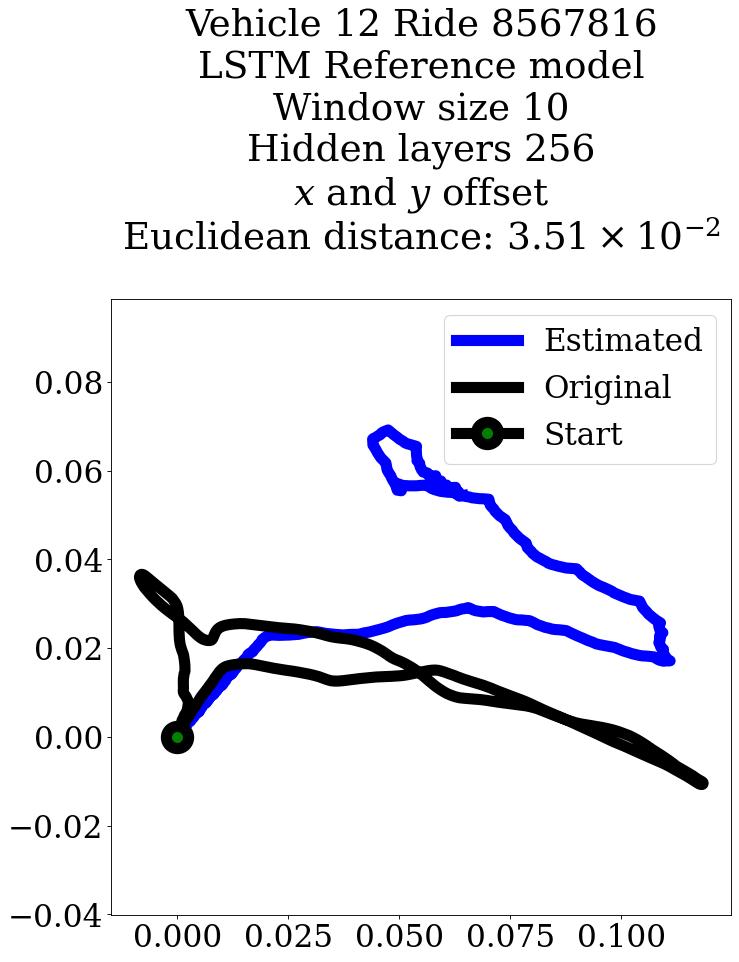 Vehicle 12 Ride 8567816
LSTM Reference model
Window size 10
Hidden layers 256
x and y offset
Euclidean distance: 3.51 × 10⁻²
Estimated
Original
Start
0.08
0.06
0.04
0.02
0.00
−0.02
−0.04
0.000 0.025 0.050 0.075 0.100